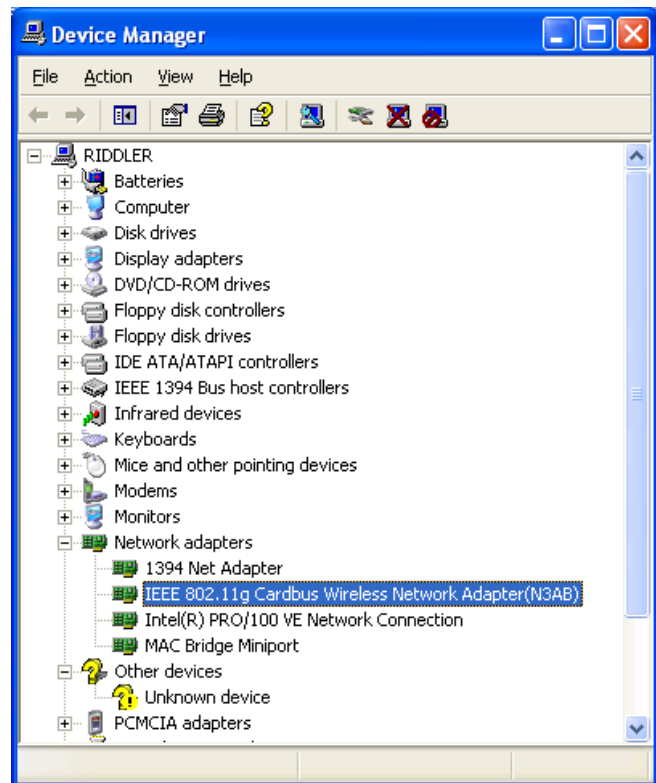 Device Manager
File Action View Help
RIDDLER
Batteries
Computer
Disk drives
Display adapters
DVD/CD-ROM drives
Floppy disk controllers
Floppy disk drives
IDE ATA/ATAPI controllers
IEEE 1394 Bus host controllers
Infrared devices
Keyboards
Mice and other pointing devices
Modems
Monitors
Network adapters
1394 Net Adapter
IEEE 802.11g Cardbus Wireless Network Adapter(N3AB)
Intel(R) PRO/100 VE Network Connection
MAC Bridge Miniport
Other devices
Unknown device
PCMCIA adapters